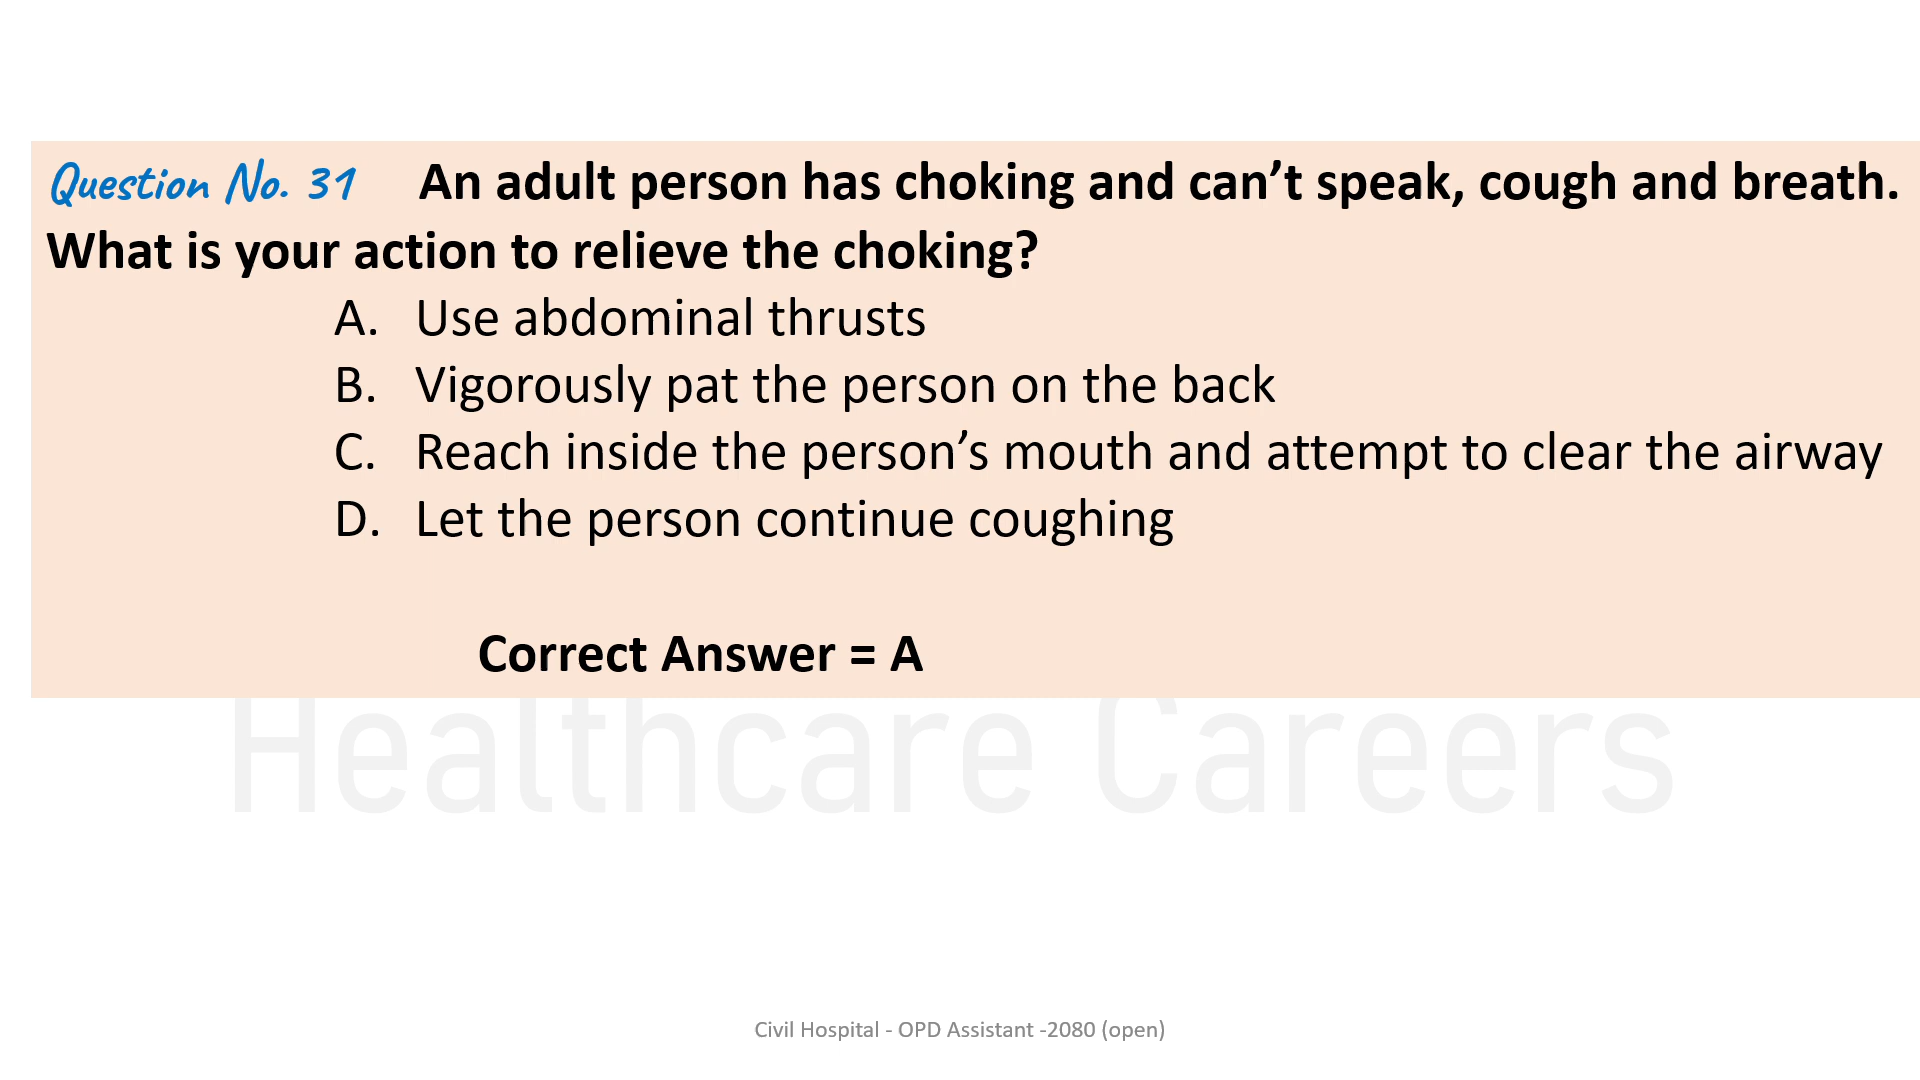 Question No. 31 An adult person has choking and can’t speak, cough and breath.
What is your action to relieve the choking?
A. Use abdominal thrusts
B. Vigorously pat the person on the back
C. Reach inside the person’s mouth and attempt to clear the airway
D. Let the person continue coughing
Correct Answer = A
Healthcare Careers
Civil Hospital - OPD Assistant -2080 (open)